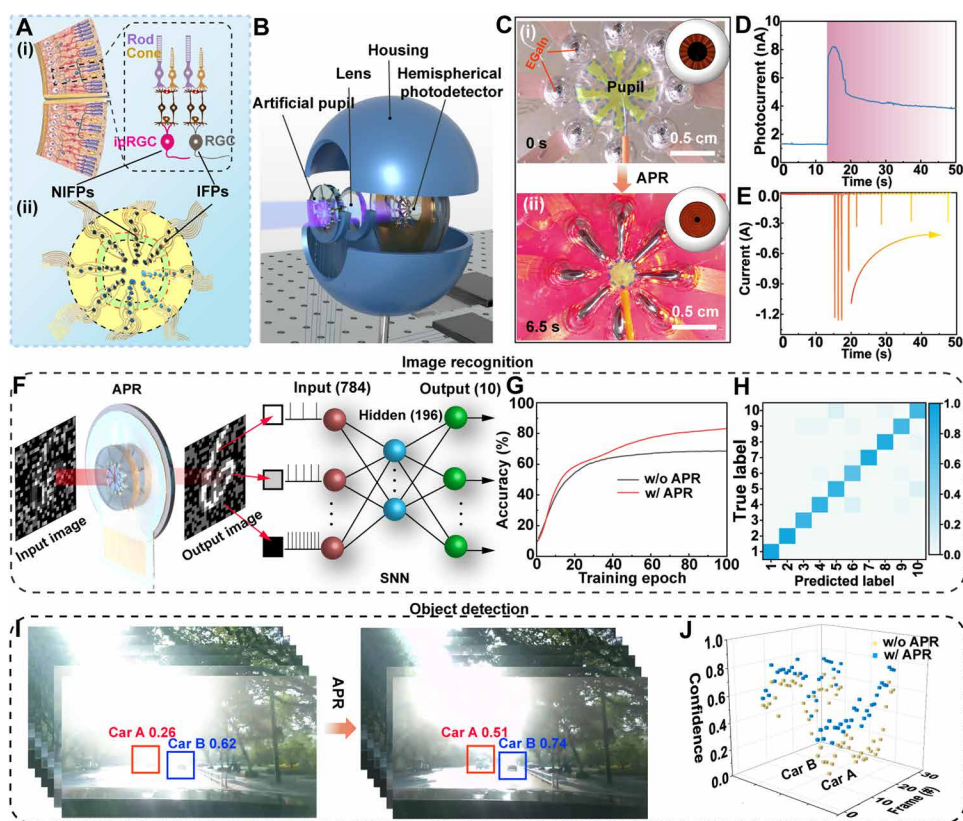 A
(i)
Rod
Cone
ipRGC
RGC
NIFPs
IFPs
(ii)
B
Housing
Lens
Hemispherical
photodetector
Artificial pupil
C
(i)
EGaIn
Pupil
0 s
0.5 cm
APR
(ii)
6.5 s
0.5 cm
D
Photocurrent
(nA)
10
8
6
4
2
0
0 10 20 30 40 50
Time (s)
E
Current (A)
0.0
-0.3
-0.6
-0.9
-1.2
0 10 20 30 40 50
Time (s)
Image recognition
F
APR
Input image
Output image
Input (784)
Hidden (196)
Output (10)
SNN
G
Accuracy (%)
100
80
60
40
20
0
w/o APR
w/ APR
0 20 40 60 80 100
Training epoch
H
True label
10
9
8
7
6
5
4
3
2
1
1 2 3 4 5 6 7 8 9 10
Predicted label
1.0
0.8
0.6
0.4
0.2
0.0
Object detection
I
Car A 0.26
Car B 0.62
APR
Car A 0.51
Car B 0.74
J
w/o APR
w/ APR
Confidence
1.0
0.8
0.6
0.4
0.2
0.0
Car B
Car A
0
10
20
30
Frame (#)